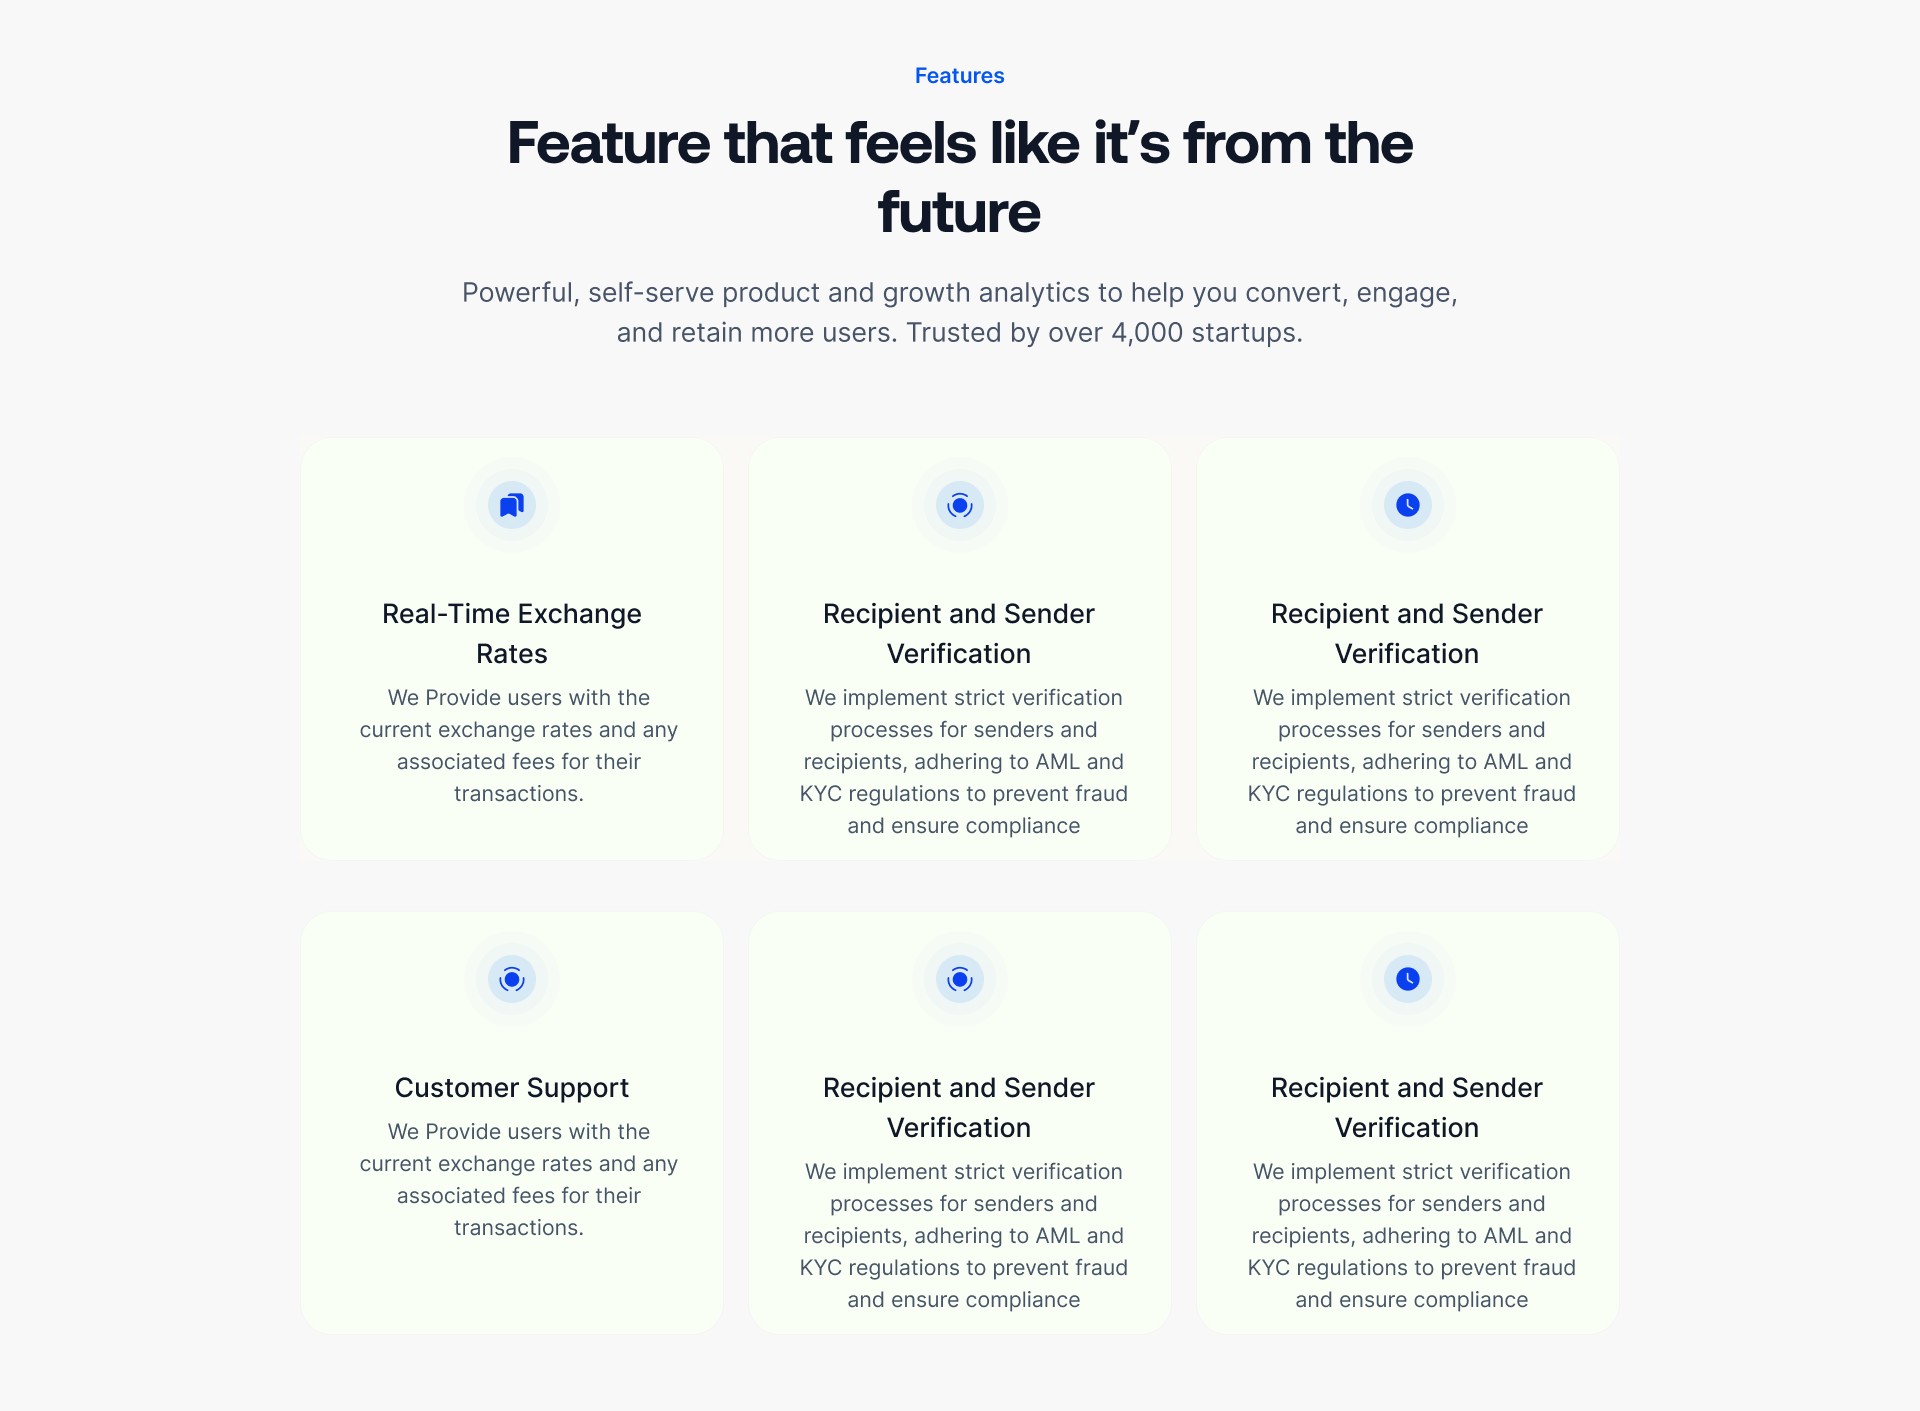 Features
Feature that feels like it’s from the
future
Powerful, self-serve product and growth analytics to help you convert, engage,
and retain more users. Trusted by over 4,000 startups.
Real-Time Exchange
Rates
We Provide users with the
current exchange rates and any
associated fees for their
transactions.
Recipient and Sender
Verification
We implement strict verification
processes for senders and
recipients, adhering to AML and
KYC regulations to prevent fraud
and ensure compliance
Recipient and Sender
Verification
We implement strict verification
processes for senders and
recipients, adhering to AML and
KYC regulations to prevent fraud
and ensure compliance
Customer Support
We Provide users with the
current exchange rates and any
associated fees for their
transactions.
Recipient and Sender
Verification
We implement strict verification
processes for senders and
recipients, adhering to AML and
KYC regulations to prevent fraud
and ensure compliance
Recipient and Sender
Verification
We implement strict verification
processes for senders and
recipients, adhering to AML and
KYC regulations to prevent fraud
and ensure compliance